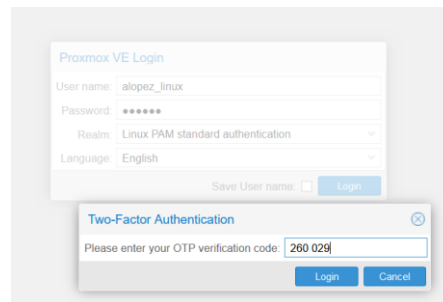 Proxmox VE Login
User name: alopez_linux
Password: ●●●●●●
Realm: Linux PAM standard authentication
Language: English
Save User name: Login
Two-Factor Authentication
Please enter your OTP verification code: 260 029
Login Cancel